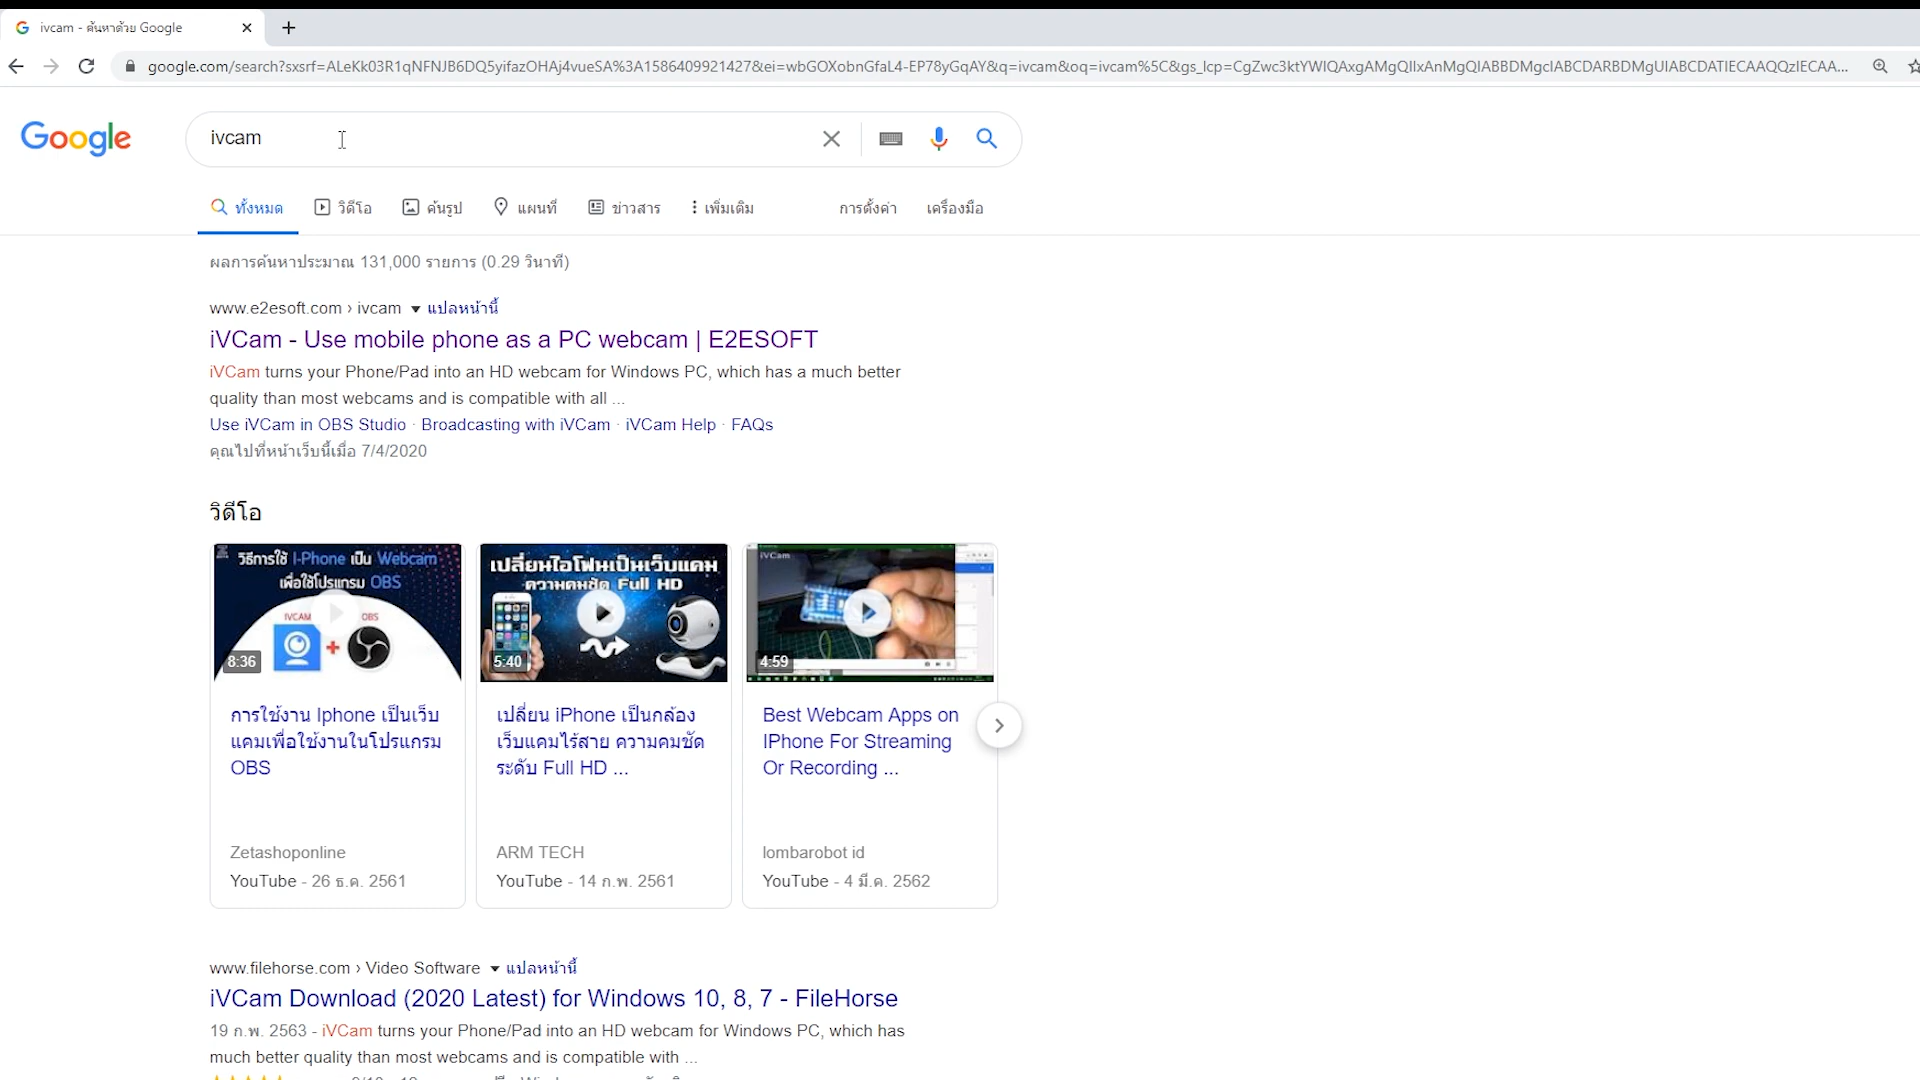 ivcam - ค้นหาด้วย Google
google.com/search?sxsrf=ALeKk03R1qNFNJB6DQ5yifazOHAj4vueSA%3A1586409921427&ei=wbGOXobnGfaL4-EP78yGqAY&q=ivcam&oq=ivcam%5C&gs_lcp=CgZwc3ktYWIQAxgAMgQIIxAnMgQIABBDMgcIABCDARBDMgUIABCDATIECAAQQzIECAA...
Google
ivcam
ทั้งหมด วิดีโอ ค้นรูป แผนที่ ข่าวสาร เพิ่มเติม การตั้งค่า เครื่องมือ
ผลการค้นหาประมาณ 131,000 รายการ (0.29 วินาที)
www.e2esoft.com › ivcam ▼ แปลหน้านี้
iVCam - Use mobile phone as a PC webcam | E2ESOFT
iVCam turns your Phone/Pad into an HD webcam for Windows PC, which has a much better
quality than most webcams and is compatible with all ...
Use iVCam in OBS Studio · Broadcasting with iVCam · iVCam Help · FAQs
คุณไปที่หน้าเว็บนี้เมื่อ 7/4/2020
วิดีโอ
วิธีการใช้ I-Phone เป็น Webcam
เพื่อใช้โปรแกรม OBS
IVCAM OBS
8:36
เปลี่ยนไอโฟนเป็นเว็บแคม
ความคมชัด Full HD
5:40
iVCam
4:59
การใช้งาน Iphone เป็นเว็บ
แคมเพื่อใช้งานในโปรแกรม
OBS
Zetashoponline
YouTube - 26 ธ.ค. 2561
เปลี่ยน iPhone เป็นกล้อง
เว็บแคมไร้สาย ความคมชัด
ระดับ Full HD ...
ARM TECH
YouTube - 14 ก.พ. 2561
Best Webcam Apps on
IPhone For Streaming
Or Recording ...
lombarobot id
YouTube - 4 มี.ค. 2562
www.filehorse.com › Video Software ▼ แปลหน้านี้
iVCam Download (2020 Latest) for Windows 10, 8, 7 - FileHorse
19 ก.พ. 2563 - iVCam turns your Phone/Pad into an HD webcam for Windows PC, which has
much better quality than most webcams and is compatible with ...